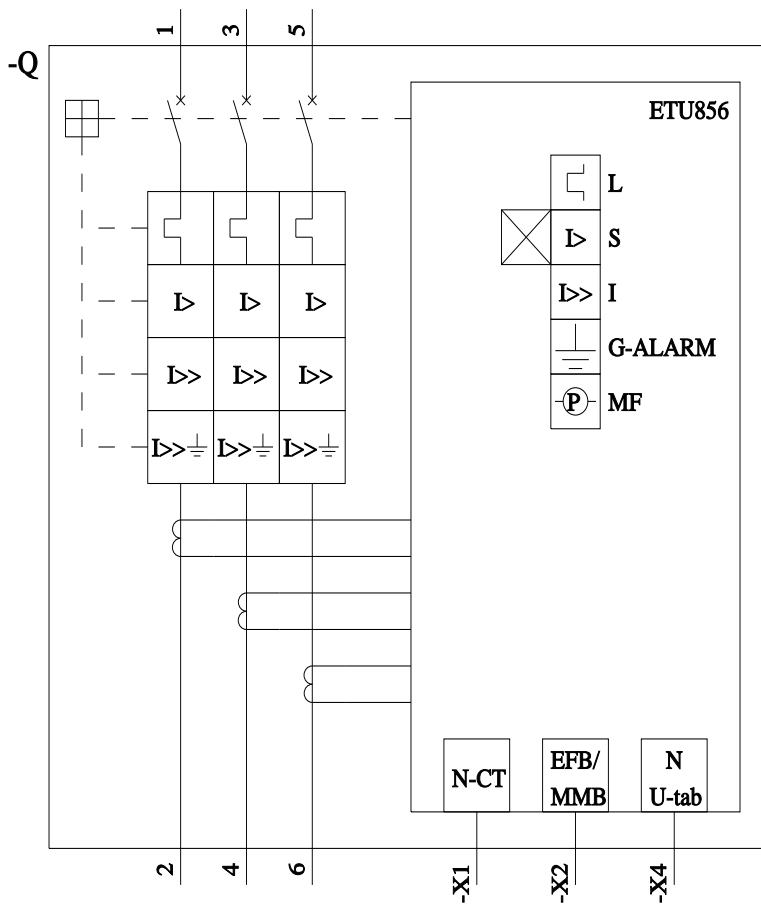 1 3 5
-Q
ETU856
L
I> S
I> I> I>
I>> I
I>> I>> I>>
G-ALARM
P MF
I>> I>> I>>
N-CT
EFB/
MMB
N
U-tab
2 4 6
-X1 -X2 -X4